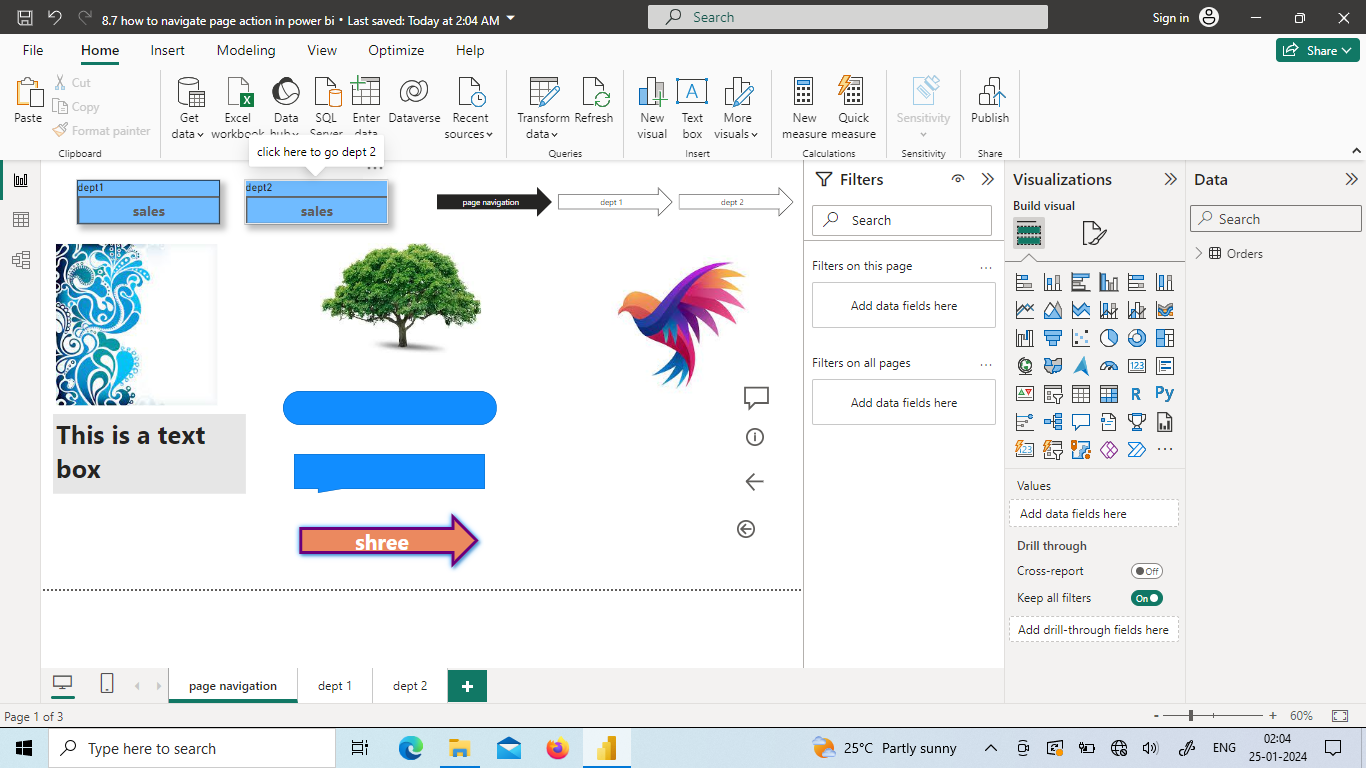 8.7 how to navigate page action in power bi • Last saved: Today at 2:04 AM
Search
Sign in
File Home Insert Modeling View Optimize Help
Share
Paste
Cut
Copy
Format painter
Clipboard
Get data
Excel workbook
Data hub
SQL Server
Enter data
Dataverse
Recent sources
Transform data
Refresh
Queries
New visual
Text box
More visuals
Insert
New measure
Quick measure
Calculations
Sensitivity
Sensitivity
Publish
Share
click here to go dept 2
dept1
sales
dept2
sales
page navigation
dept 1
dept 2
This is a text
box
shree
Filters
Search
Filters on this page
Add data fields here
Filters on all pages
Add data fields here
Visualizations
Build visual
123
R
Py
123
Values
Add data fields here
Drill through
Cross-report
Off
Keep all filters
On
Add drill-through fields here
Data
Search
Orders
page navigation
dept 1
dept 2
+
Page 1 of 3
- + 60%
Type here to search
25°C Partly sunny
ENG
02:04
25-01-2024